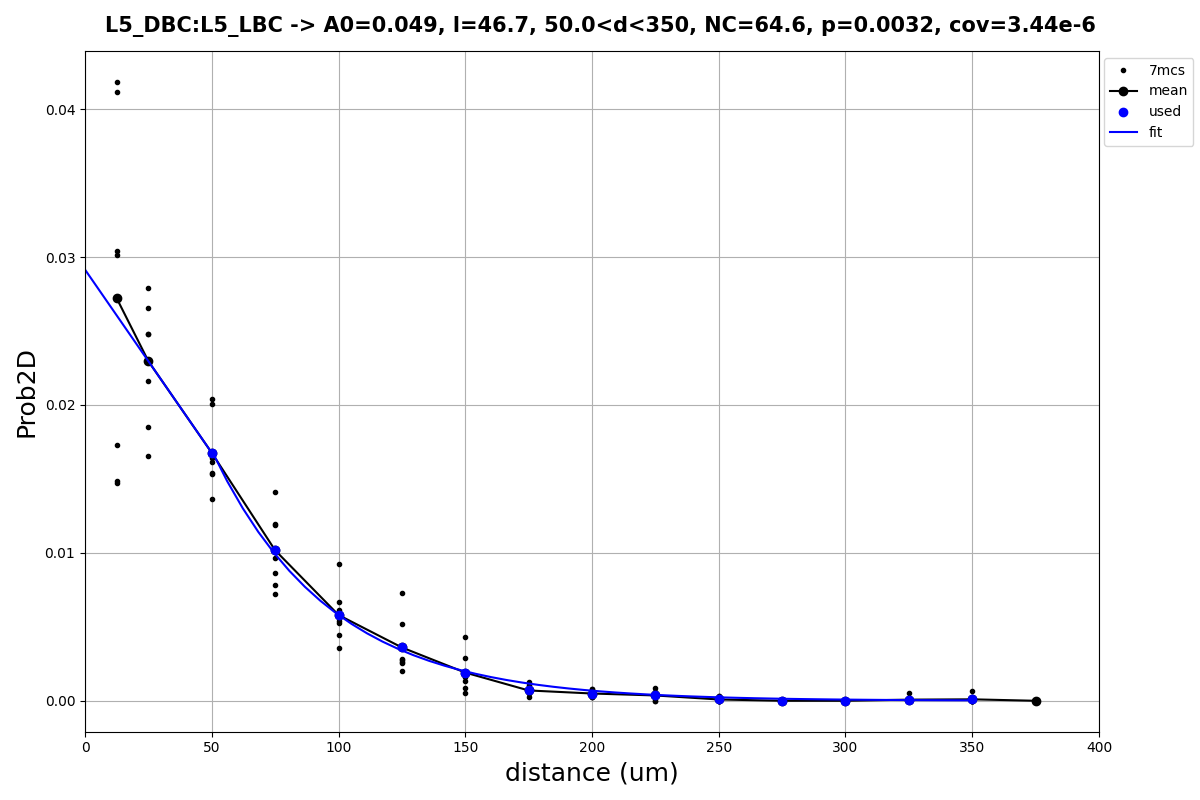 L5_DBC:L5_LBC -> A0=0.049, l=46.7, 50.0<d<350, NC=64.6, p=0.0032, cov=3.44e-6
7mcs
mean
used
fit
0.04
0.03
0.02
0.01
0.00
Prob2D
0 50 100 150 200 250 300 350 400
distance (um)